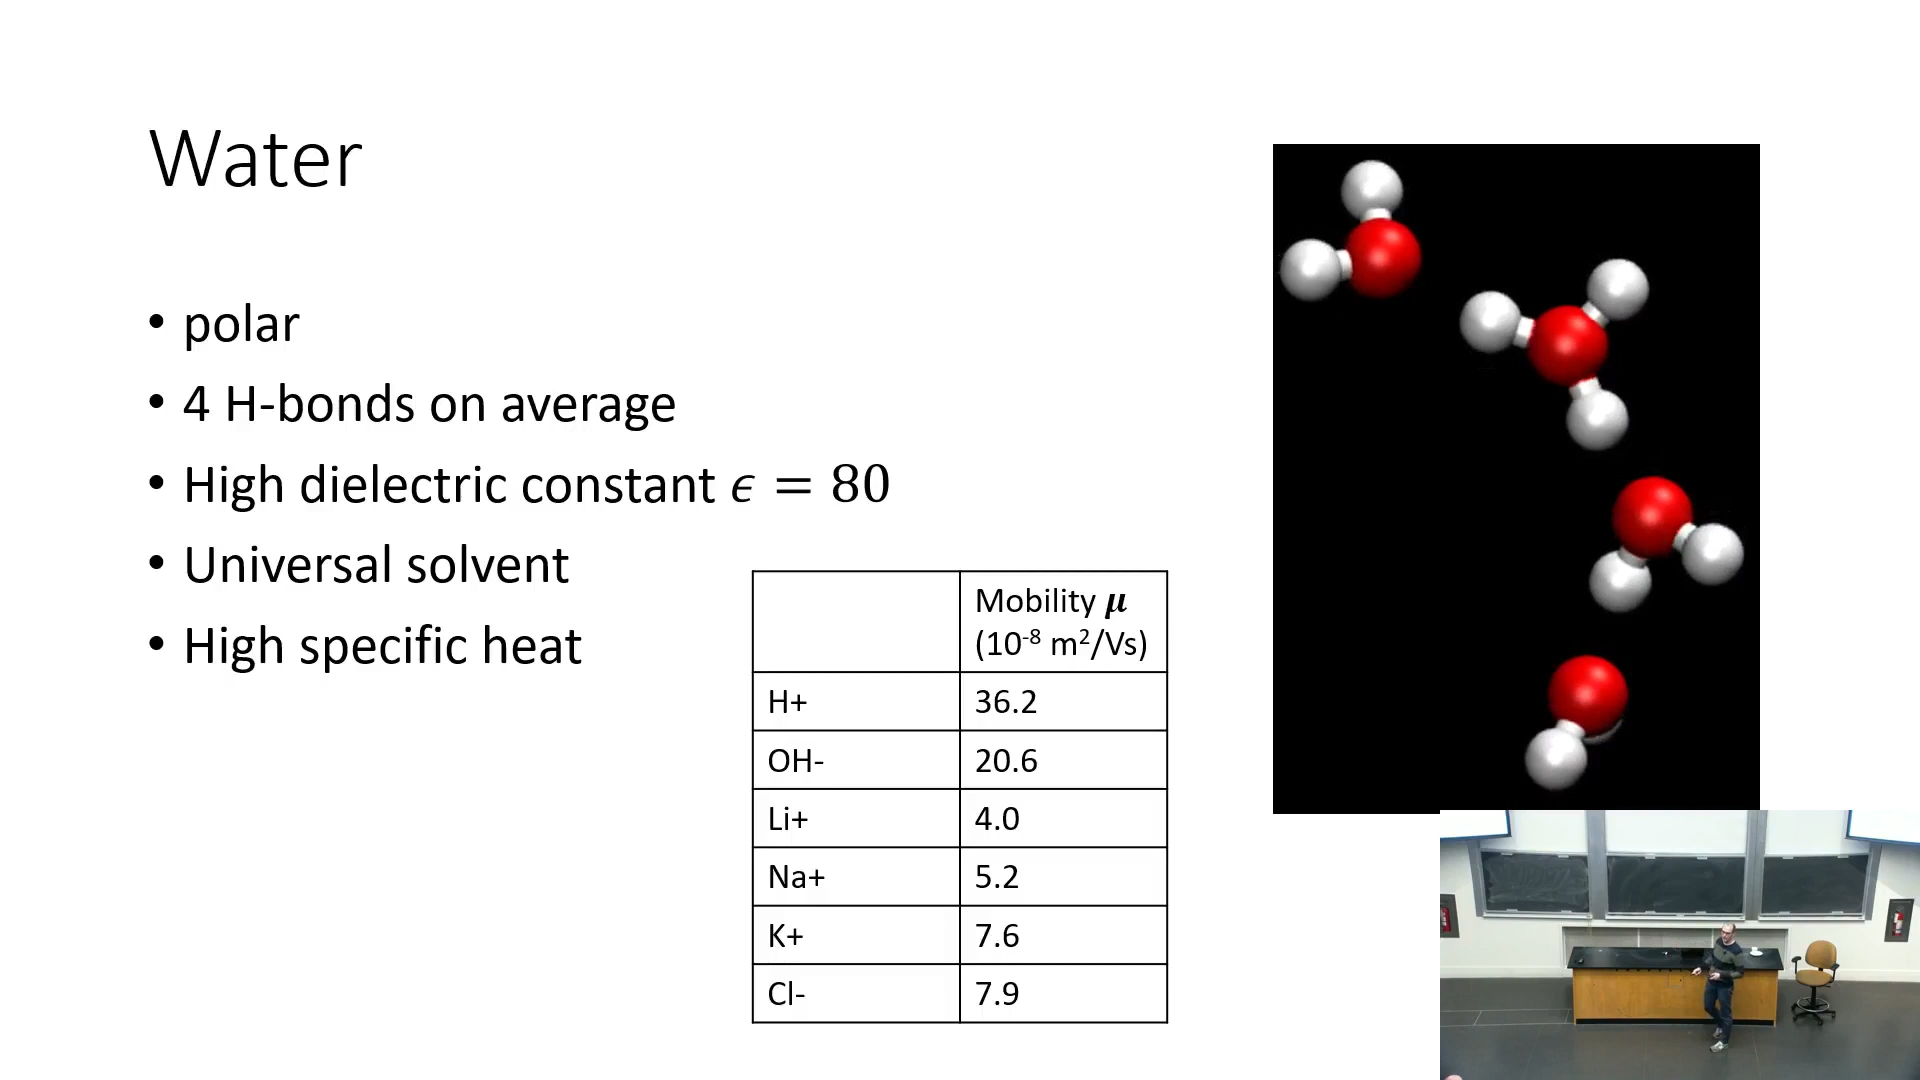 Water
• polar
• 4 H-bonds on average
• High dielectric constant ϵ = 80
• Universal solvent
• High specific heat
Mobility μ
(10⁻⁸ m²/Vs)
H+ 36.2
OH- 20.6
Li+ 4.0
Na+ 5.2
K+ 7.6
Cl- 7.9